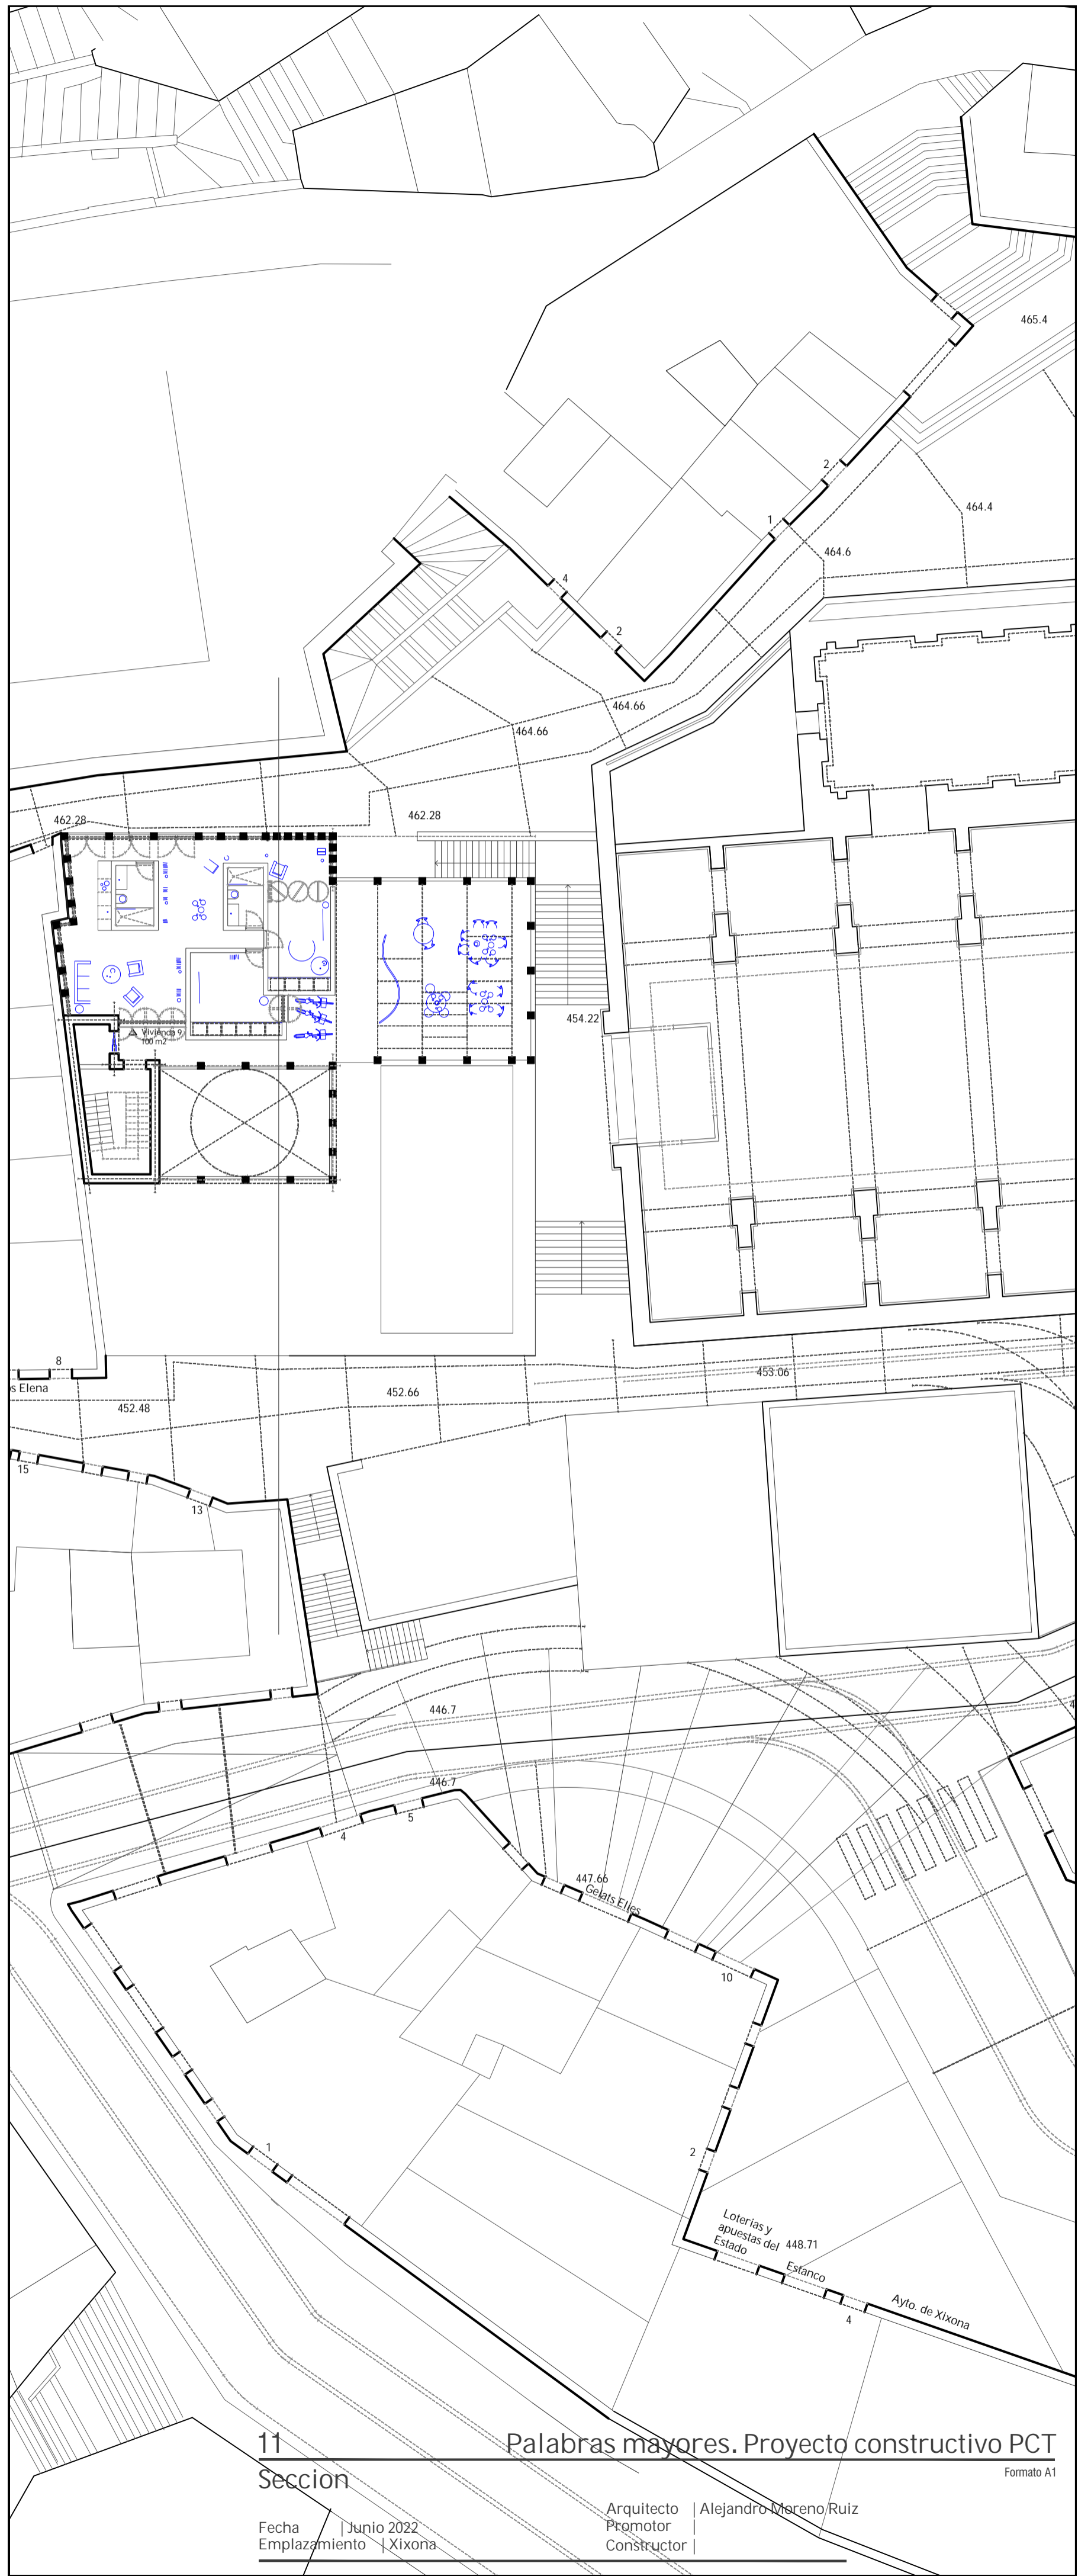 465.4
2
464.4
1
464.6
4
2
464.66
464.66
462.28
462.28
454.22
Vivienda 9
100 m2
8
s Elena
453.06
452.66
452.48
15
13
446.7
4
446.7
5
4
447.66
Gelats Elles
10
1
2
Loterías y
apuestas del
Estado
448.71
Estanco
4
Ayto. de Xixona
11
Palabras mayores. Proyecto constructivo PCT
Formato A1
Seccion
Arquitecto | Alejandro Moreno Ruiz
Fecha | Junio 2022
Promotor |
Emplazamiento | Xixona
Constructor |